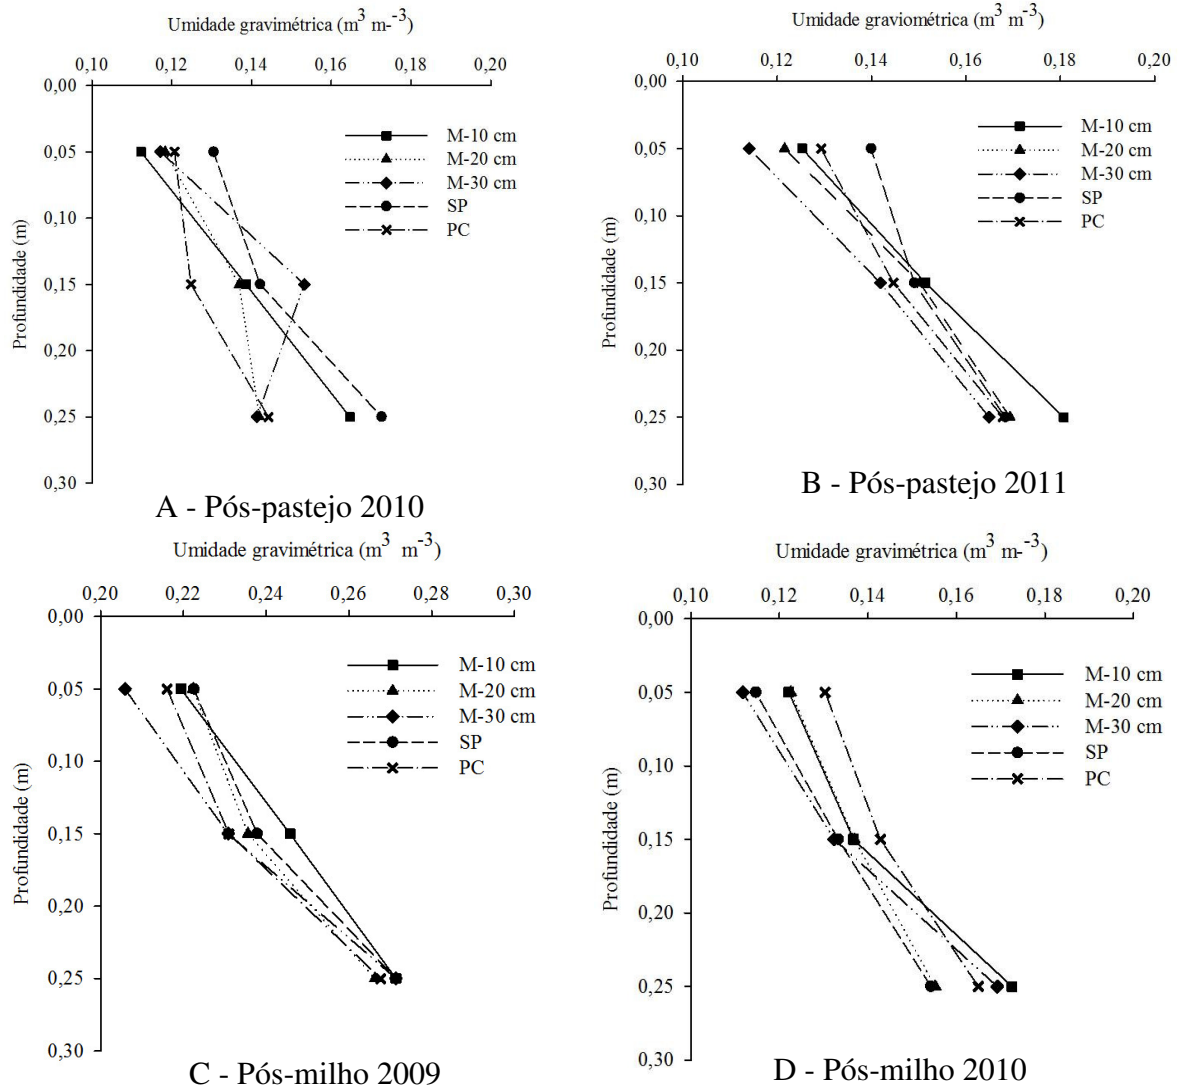 Umidade gravimétrica (m³ m-⁻³)
0,10 0,12 0,14 0,16 0,18 0,20
0,00
0,05
0,10
0,15
0,20
0,25
0,30
Profundidade (m)
M-10 cm
M-20 cm
M-30 cm
SP
PC
A - Pós-pastejo 2010
Umidade graviométrica (m³ m⁻³)
0,10 0,12 0,14 0,16 0,18 0,20
0,00
0,05
0,10
0,15
0,20
0,25
0,30
Profundidade (m)
M-10 cm
M-20 cm
M-30 cm
SP
PC
B - Pós-pastejo 2011
Umidade gravimétrica (m³ m⁻³)
0,20 0,22 0,24 0,26 0,28 0,30
0,00
0,05
0,10
0,15
0,20
0,25
0,30
Profundidade (m)
M-10 cm
M-20 cm
M-30 cm
SP
PC
C - Pós-milho 2009
Umidade gravimétrica (m³ m-⁻³)
0,10 0,12 0,14 0,16 0,18 0,20
0,00
0,05
0,10
0,15
0,20
0,25
0,30
Profundidade (m)
M-10 cm
M-20 cm
M-30 cm
SP
PC
D - Pós-milho 2010